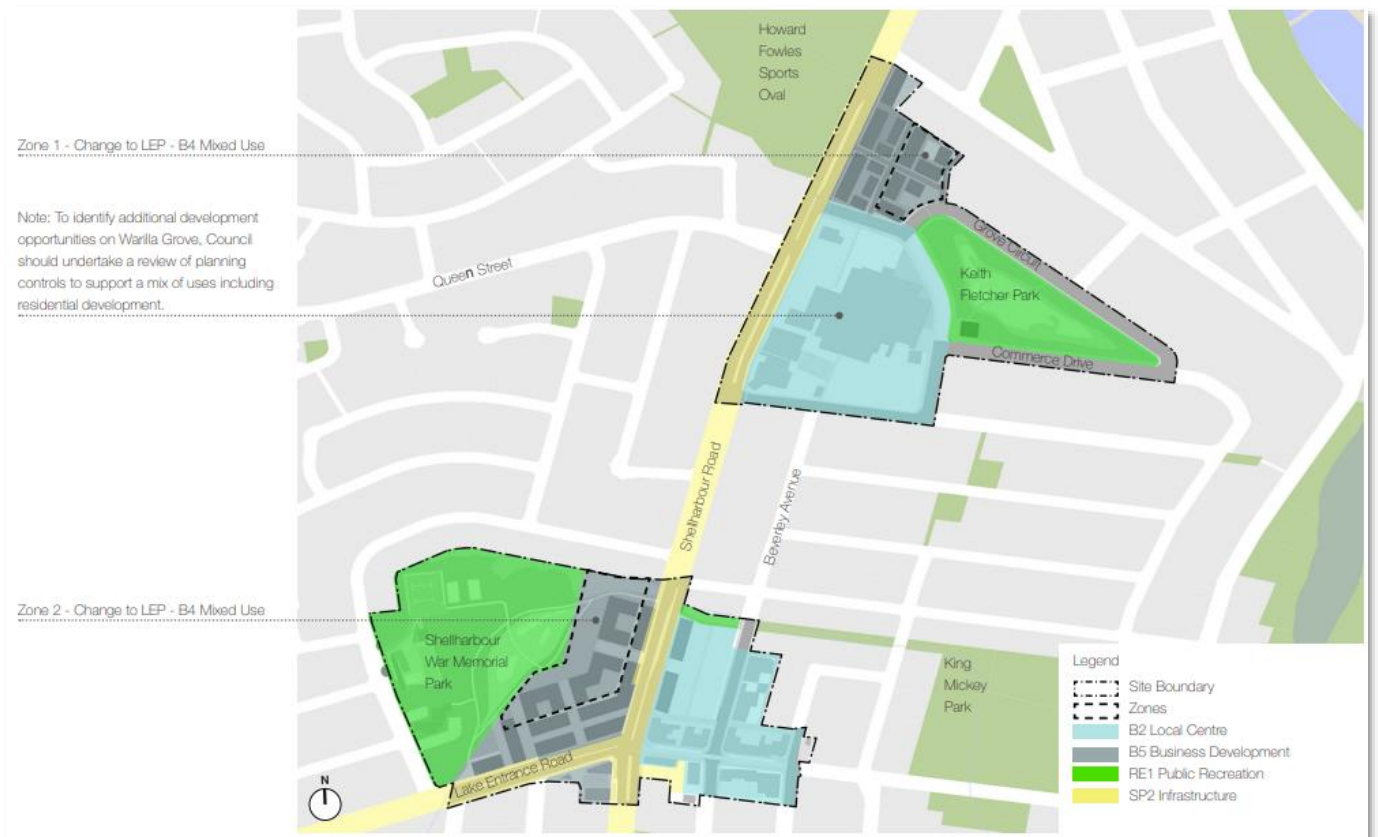 Howard
Fowles
Sports
Oval
Zone 1 - Change to LEP - B4 Mixed Use
Note: To identify additional development
opportunities on Warilla Grove, Council
should undertake a review of planning
controls to support a mix of uses including
residential development.
Queen Street
Grove Circuit
Keith
Fletcher Park
Commerce Drive
Shellharbour Road
Beverley Avenue
Zone 2 - Change to LEP - B4 Mixed Use
Shellharbour
War Memorial
Park
King
Mickey
Park
Lake Entrance Road
N
Legend
Site Boundary
Zones
B2 Local Centre
B5 Business Development
RE1 Public Recreation
SP2 Infrastructure